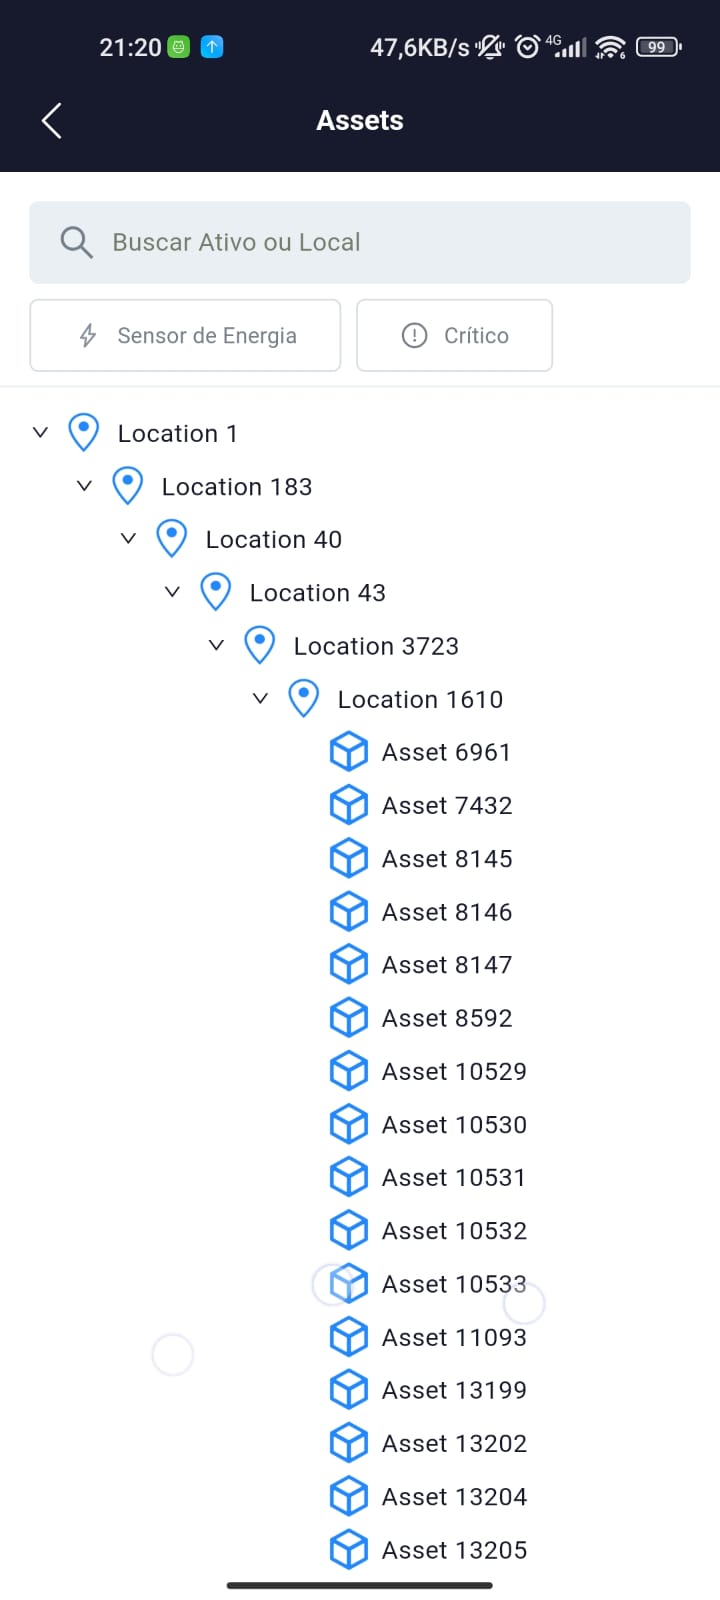 21:20 47,6KB/s 4G 6 99
Assets
Buscar Ativo ou Local
Sensor de Energia Crítico
Location 1
Location 183
Location 40
Location 43
Location 3723
Location 1610
Asset 6961
Asset 7432
Asset 8145
Asset 8146
Asset 8147
Asset 8592
Asset 10529
Asset 10530
Asset 10531
Asset 10532
Asset 10533
Asset 11093
Asset 13199
Asset 13202
Asset 13204
Asset 13205